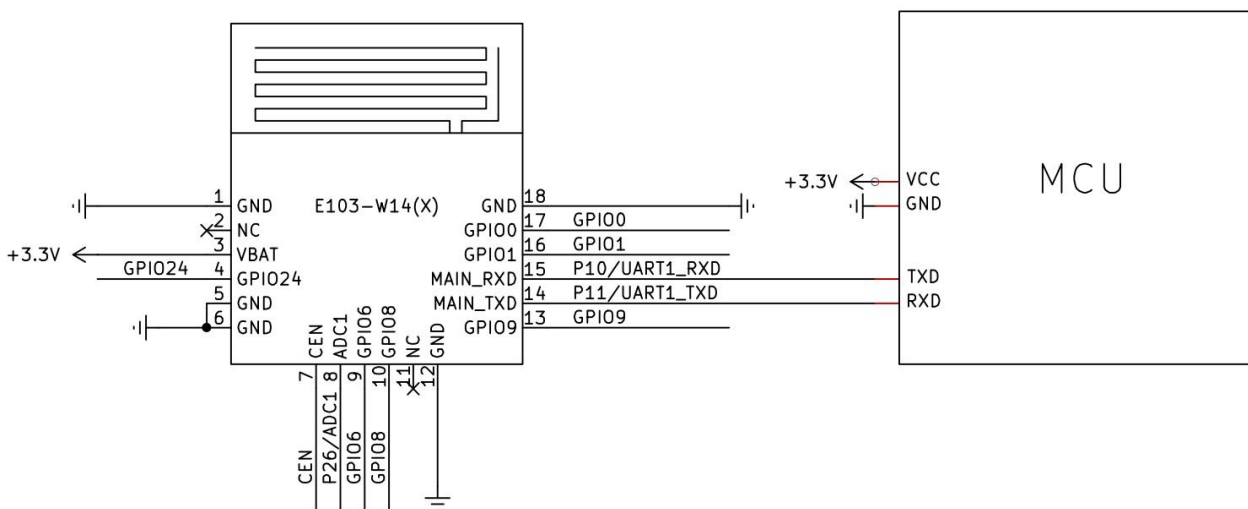 E103-W14(X)
MCU
1 GND
2 NC
+3.3V 3 VBAT
GPIO24 4 GPIO24
5 GND
6 GND
7 CEN CEN
8 ADC1 P26/ADC1
9 GPIO6 GPIO6
10 GPIO8 GPIO8
11 NC
12 GND
GND 18
GPIO0 17 GPIO0
GPIO1 16 GPIO1
MAIN_RXD 15 P10/UART1_RXD
MAIN_TXD 14 P11/UART1_TXD
GPIO9 13 GPIO9
+3.3V VCC
GND
TXD
RXD